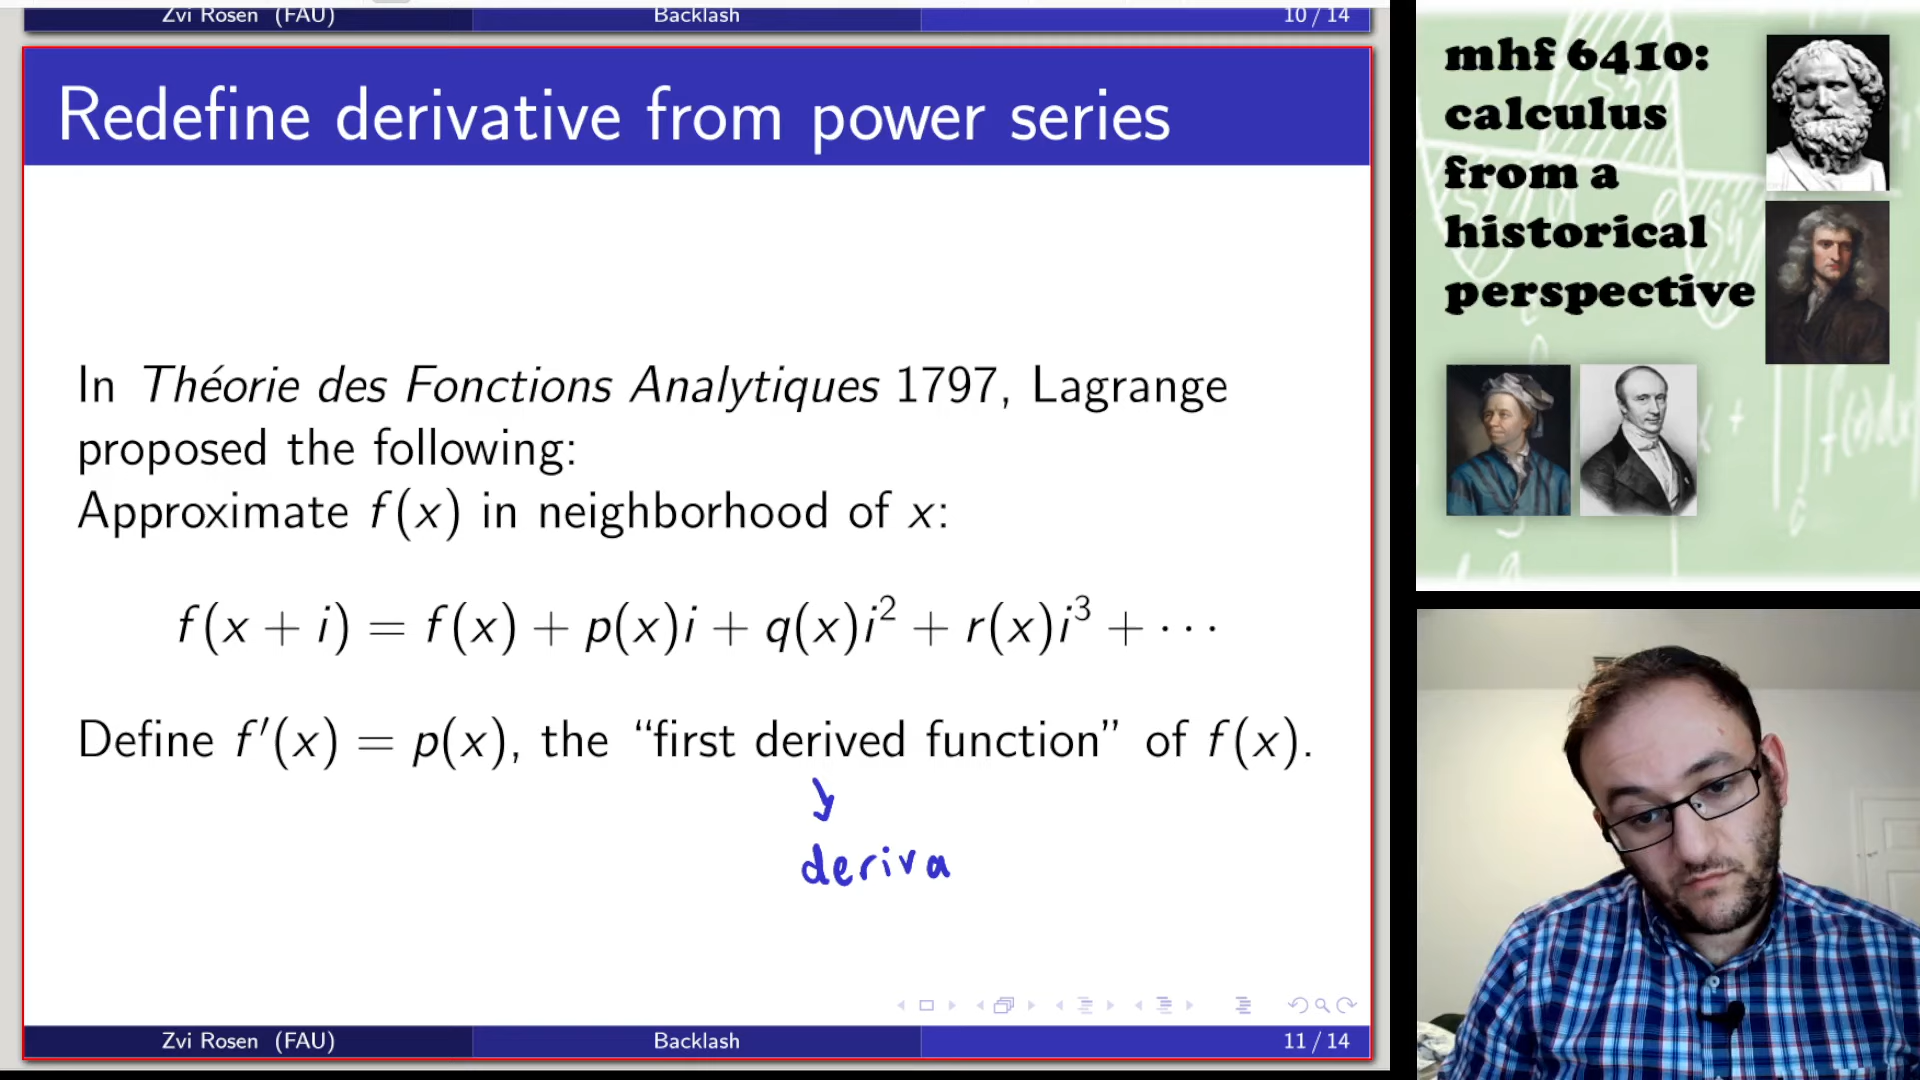 Zvi Rosen (FAU) Backlash 10 / 14
Redefine derivative from power series
In Théorie des Fonctions Analytiques 1797, Lagrange
proposed the following:
Approximate f(x) in neighborhood of x:
f(x + i) = f(x) + p(x)i + q(x)i² + r(x)i³ + ⋯
Define f′(x) = p(x), the “first derived function” of f(x).
deriva
Zvi Rosen (FAU) Backlash 11 / 14
mhf 6410:
calculus
from a
historical
perspective